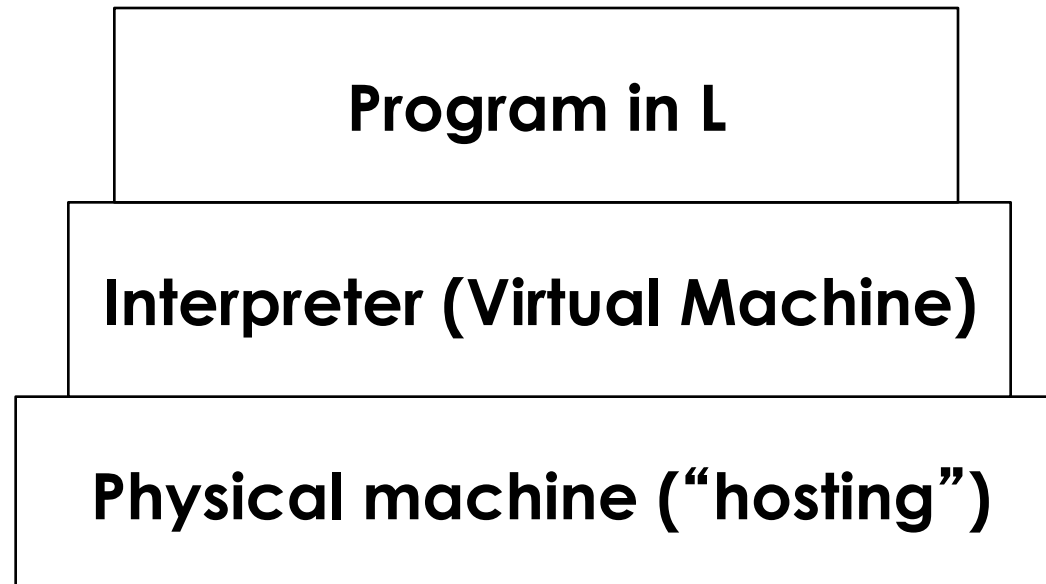 Program in L
Interpreter (Virtual Machine)
Physical machine (“hosting”)